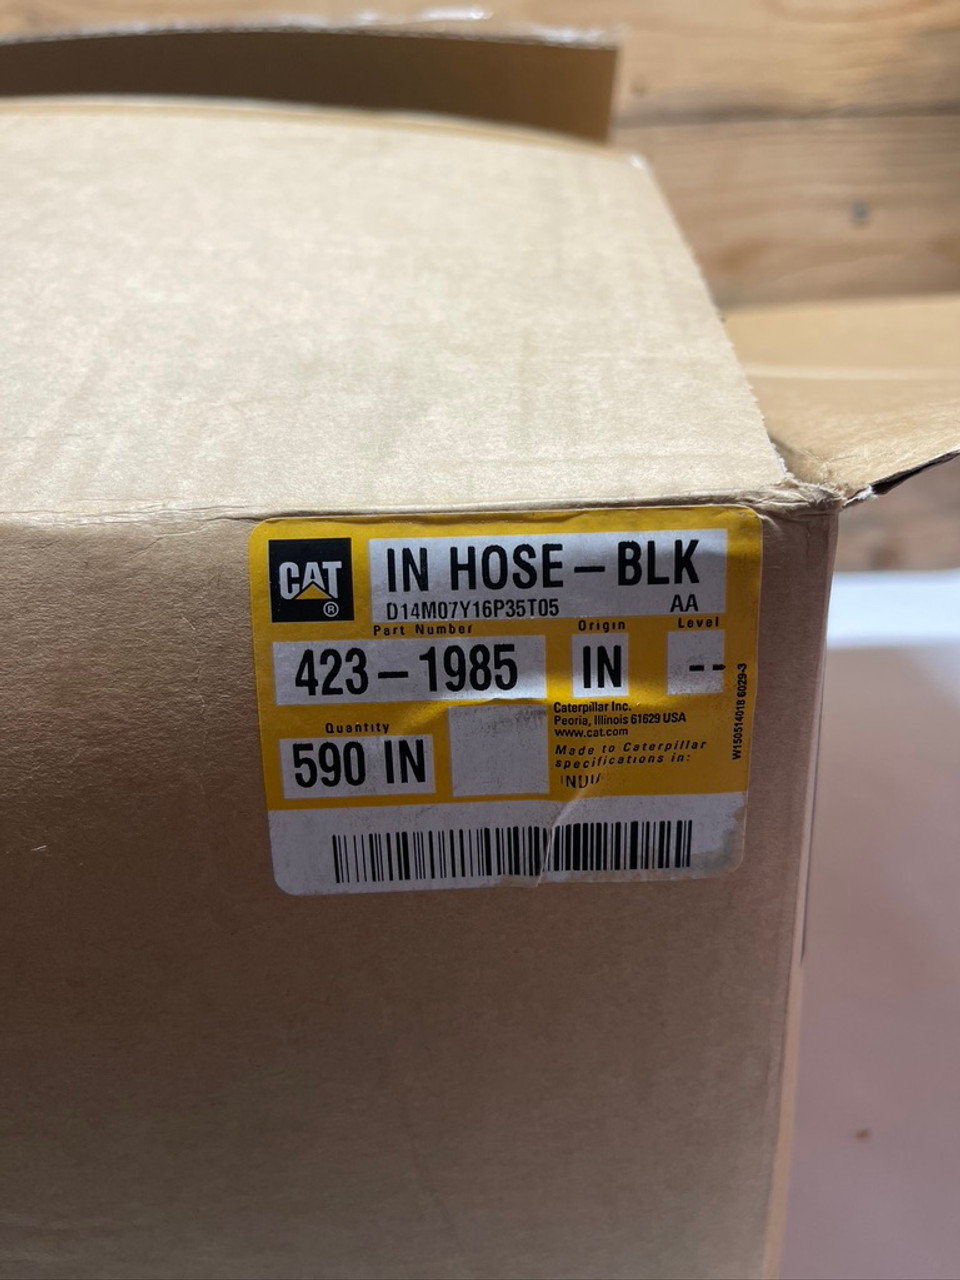 CAT
®
IN HOSE – BLK
D14M07Y16P35T05 AA
Part Number Origin Level
423 – 1985 IN --
Quantity
590 IN
Caterpillar Inc.
Peoria, Illinois 61629 USA
www.cat.com
Made to Caterpillar
specifications in:
W150514018 6029-3